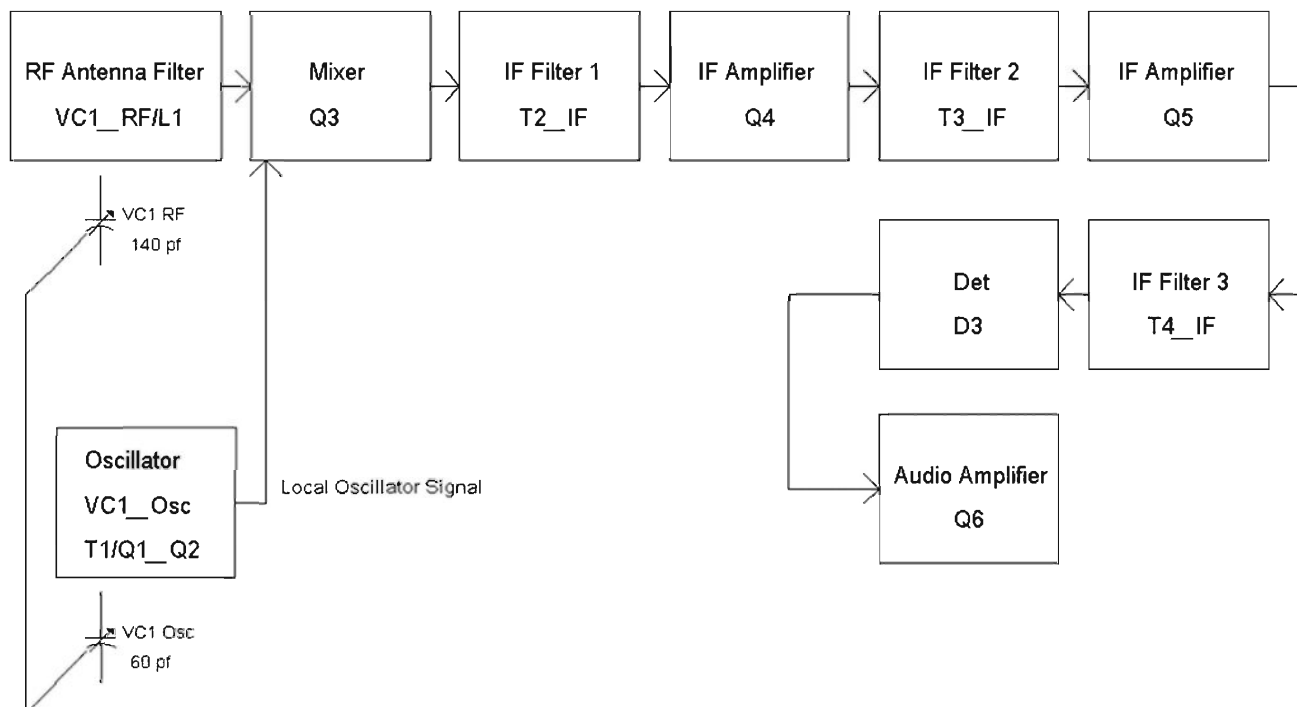 RF Antenna Filter
VC1__RF/L1
Mixer
Q3
IF Filter 1
T2__IF
IF Amplifier
Q4
IF Filter 2
T3__IF
IF Amplifier
Q5
VC1 RF
140 pf
Det
D3
IF Filter 3
T4__IF
Oscillator
VC1__Osc
T1/Q1__Q2
Local Oscillator Signal
Audio Amplifier
Q6
VC1 Osc
60 pf